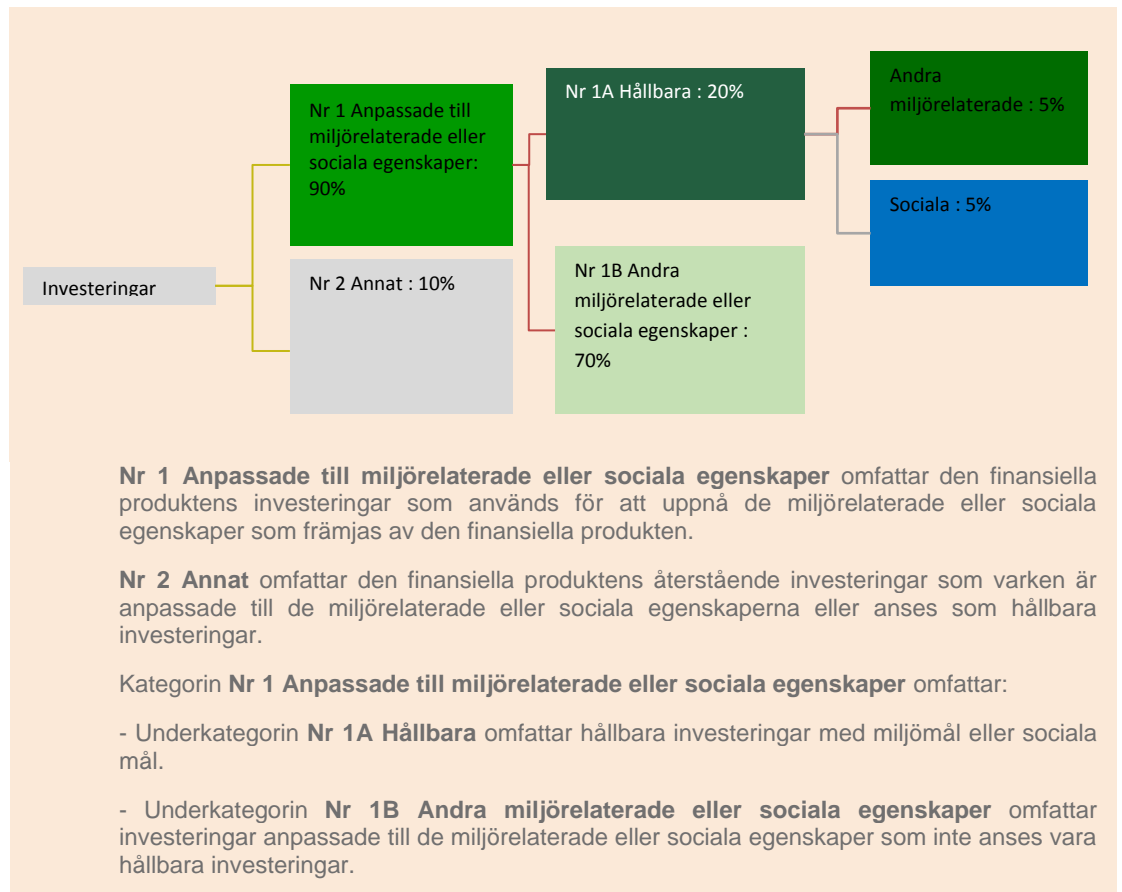 Investeringar
Nr 1 Anpassade till
miljörelaterade eller
sociala egenskaper:
90%
Nr 2 Annat : 10%
Nr 1A Hållbara : 20%
Nr 1B Andra
miljörelaterade eller
sociala egenskaper :
70%
Andra
miljörelaterade : 5%
Sociala : 5%
Nr 1 Anpassade till miljörelaterade eller sociala egenskaper omfattar den finansiella
produktens investeringar som används för att uppnå de miljörelaterade eller sociala
egenskaper som främjas av den finansiella produkten.
Nr 2 Annat omfattar den finansiella produktens återstående investeringar som varken är
anpassade till de miljörelaterade eller sociala egenskaperna eller anses som hållbara
investeringar.
Kategorin Nr 1 Anpassade till miljörelaterade eller sociala egenskaper omfattar:
- Underkategorin Nr 1A Hållbara omfattar hållbara investeringar med miljömål eller sociala
mål.
- Underkategorin Nr 1B Andra miljörelaterade eller sociala egenskaper omfattar
investeringar anpassade till de miljörelaterade eller sociala egenskaper som inte anses vara
hållbara investeringar.